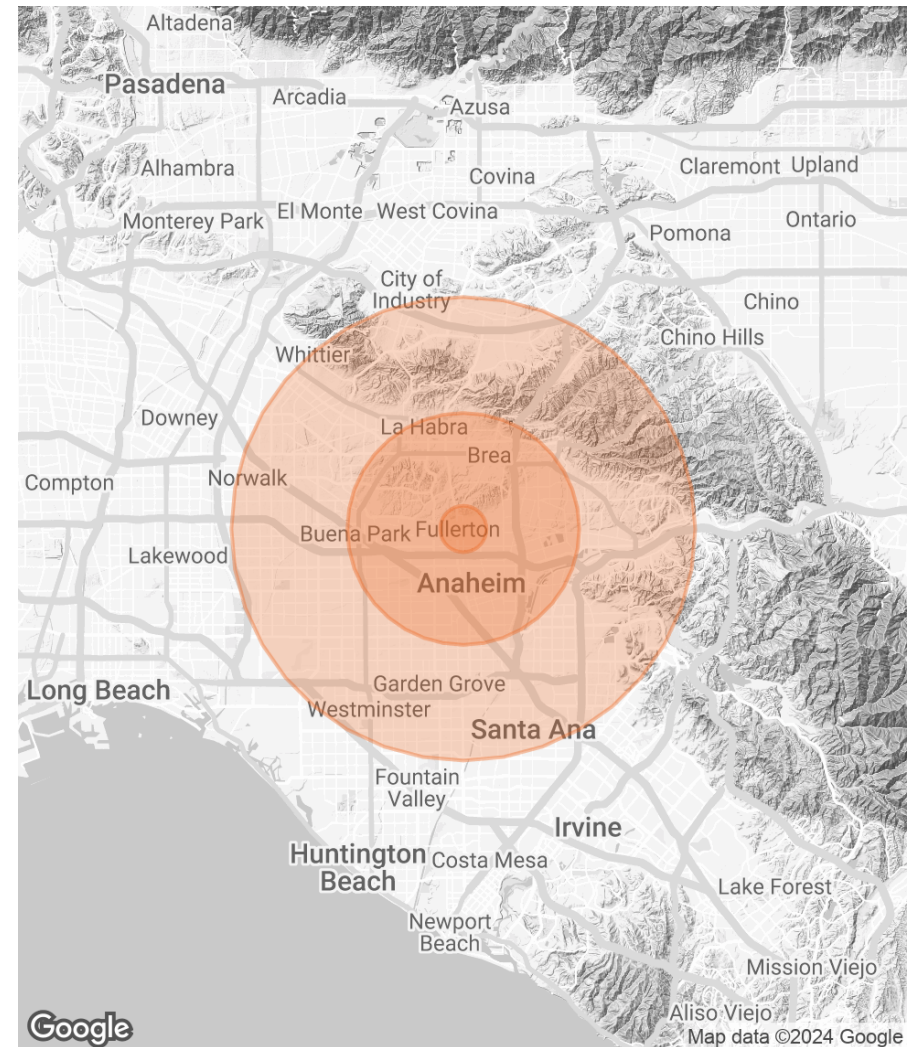 Altadena
Pasadena
Arcadia
Azusa
Alhambra
Covina
Claremont
Upland
El Monte
West Covina
Monterey Park
Pomona
Ontario
City of
Industry
Chino
Chino Hills
Whittier
Downey
La Habra
Brea
Norwalk
Compton
Buena Park
Fullerton
Lakewood
Anaheim
Long Beach
Garden Grove
Westminster
Santa Ana
Fountain
Valley
Irvine
Huntington
Beach
Costa Mesa
Lake Forest
Newport
Beach
Mission Viejo
Aliso Viejo
Google
Map data ©2024 Google